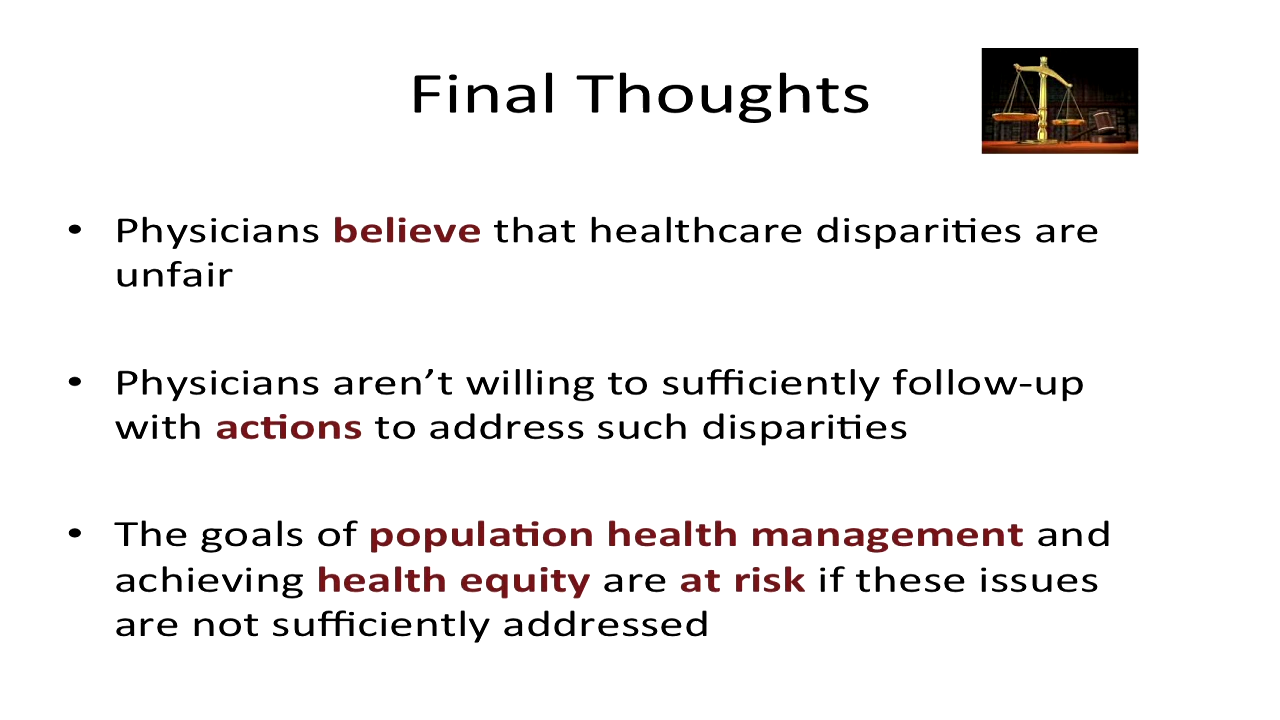 Final Thoughts
• Physicians believe that healthcare disparities are
unfair
• Physicians aren’t willing to sufficiently follow-up
with actions to address such disparities
• The goals of population health management and
achieving health equity are at risk if these issues
are not sufficiently addressed